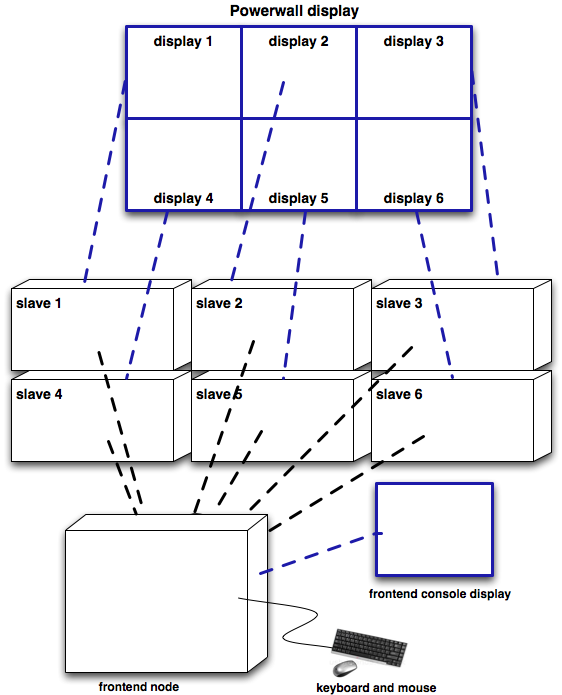 Powerwall display
display 1
display 2
display 3
display 4
display 5
display 6
slave 1
slave 2
slave 3
slave 4
slave 5
slave 6
frontend console display
frontend node
keyboard and mouse